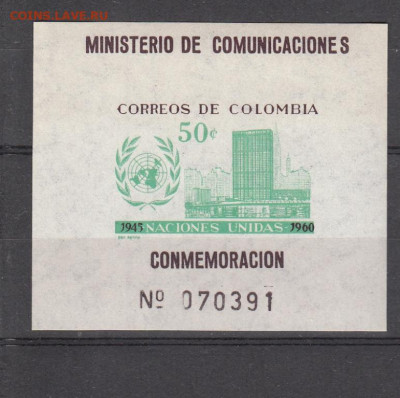 COINS.LAVE.RU
MINISTERIO DE COMUNICACIONES
CORREOS DE COLOMBIA
50¢
1945 NACIONES UNIDAS 1960
CONMEMORACION
Nº 070391